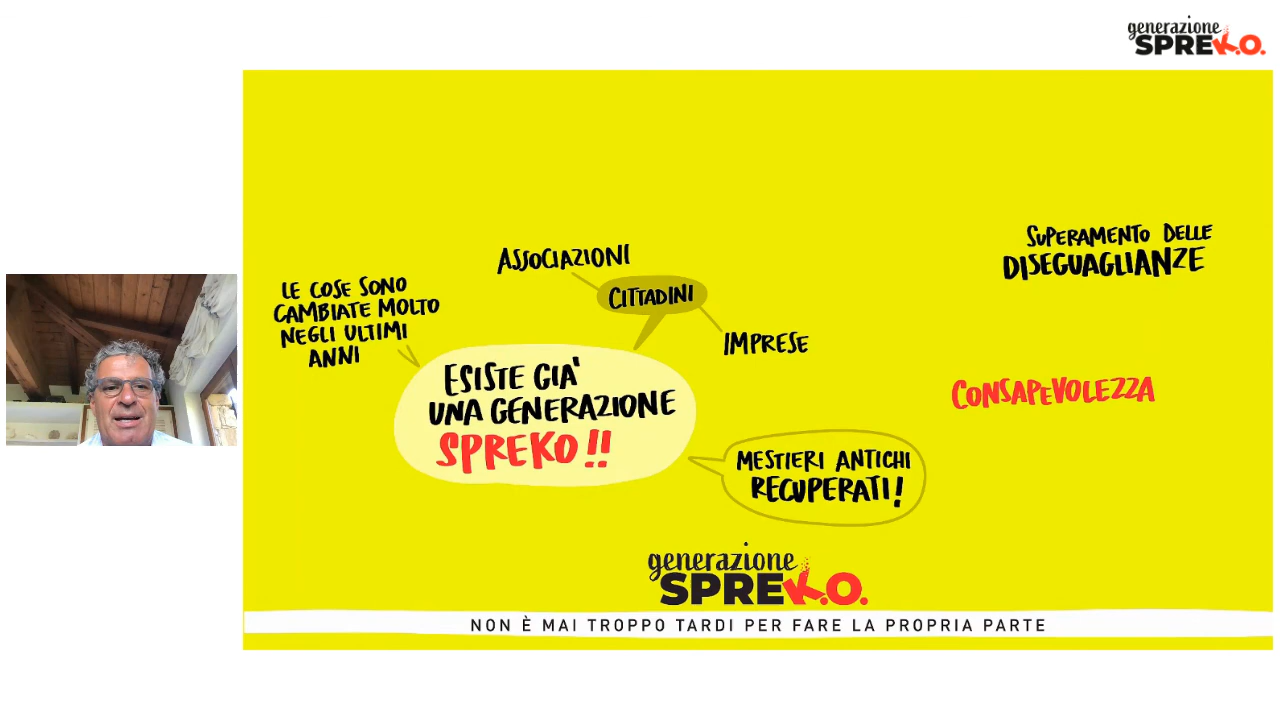 generazione
SPREK.O.
SUPERAMENTO DELLE
DISEGUAGLIANZE
ASSOCIAZIONI
CITTADINI
IMPRESE
LE COSE SONO
CAMBIATE MOLTO
NEGLI ULTIMI
ANNI
ESISTE GIA'
UNA GENERAZIONE
SPREKO!!
CONSAPEVOLEZZA
MESTIERI ANTICHI
RECUPERATI!
generazione
SPREK.O.
NON È MAI TROPPO TARDI PER FARE LA PROPRIA PARTE